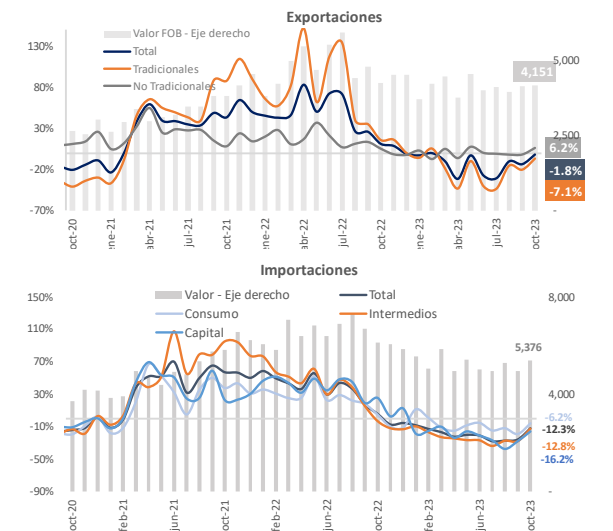 Exportaciones
Valor FOB - Eje derecho
Total
Tradicionales
No Tradicionales
130%
80%
30%
-20%
-70%
5,000
4,151
2,500
6.2%
-1.8%
-7.1%
-
oct-20
ene-21
abr-21
jul-21
oct-21
ene-22
abr-22
jul-22
oct-22
ene-23
abr-23
jul-23
oct-23
Importaciones
Valor - Eje derecho
Total
Consumo
Intermedios
Capital
150%
110%
70%
30%
-10%
-50%
-90%
8,000
5,376
4,000
-6.2%
-12.3%
-12.8%
-16.2%
-
oct-20
feb-21
jun-21
oct-21
feb-22
jun-22
oct-22
feb-23
jun-23
oct-23